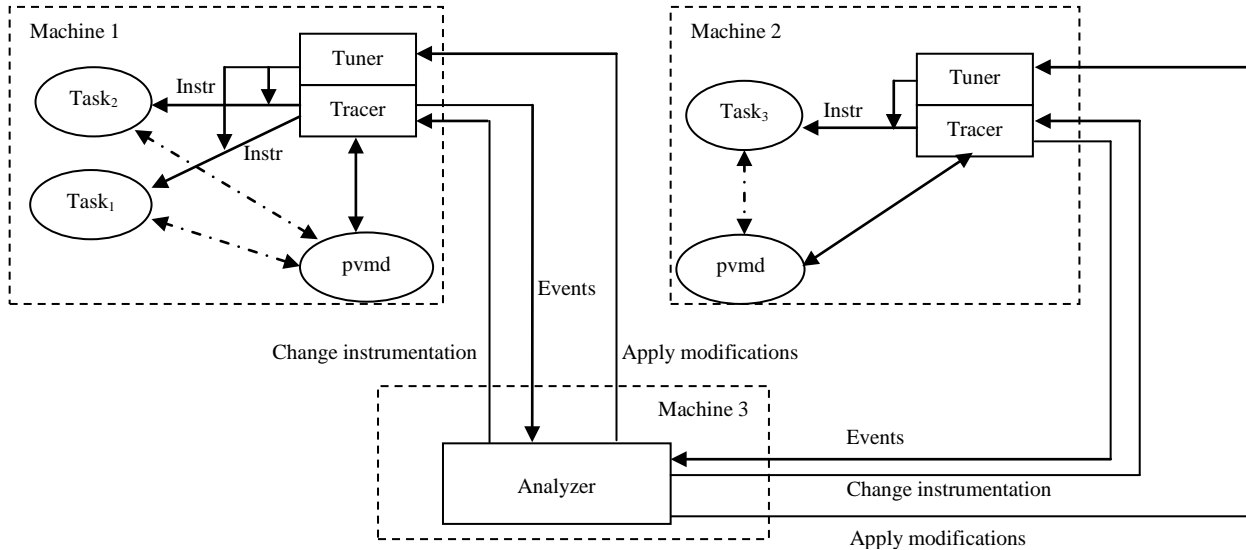 Machine 1
Tuner
Instr
Task₂
Tracer
Instr
Task₁
pvmd
Machine 2
Tuner
Task₃
Instr
Tracer
pvmd
Events
Change instrumentation
Apply modifications
Machine 3
Analyzer
Events
Change instrumentation
Apply modifications